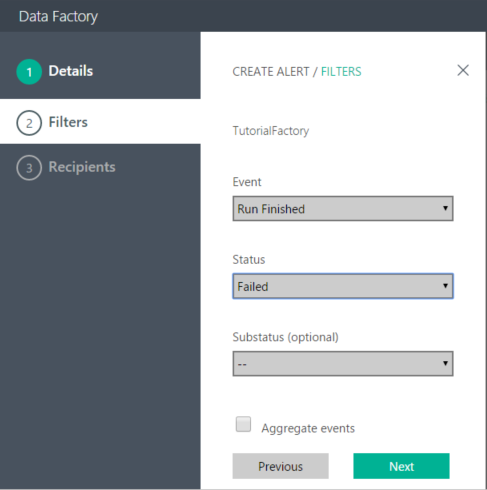 Data Factory
1 Details
2 Filters
3 Recipients
CREATE ALERT / FILTERS
TutorialFactory
Event
Run Finished
Status
Failed
Substatus (optional)
--
Aggregate events
Previous
Next